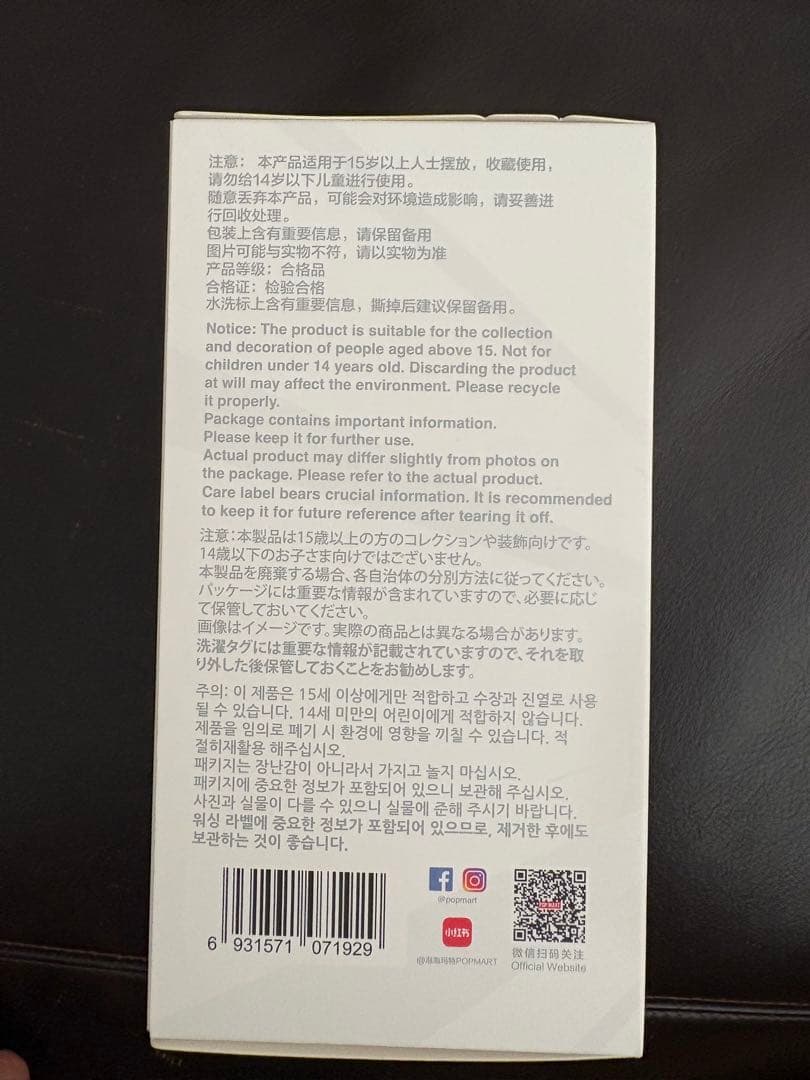 注意： 本产品适用于15岁以上人士摆放，收藏使用，
请勿给14岁以下儿童进行使用。
随意丢弃本产品，可能会对环境造成影响，请妥善进
行回收处理。
包装上含有重要信息，请保留备用
图片可能与实物不符，请以实物为准
产品等级：合格品
合格证：检验合格
水洗标上含有重要信息，撕掉后建议保留备用。
Notice: The product is suitable for the collection
and decoration of people aged above 15. Not for
children under 14 years old. Discarding the product
at will may affect the environment. Please recycle
it properly.
Package contains important information.
Please keep it for further use.
Actual product may differ slightly from photos on
the package. Please refer to the actual product.
Care label bears crucial information. It is recommended
to keep it for future reference after tearing it off.
注意：本製品は15歳以上の方のコレクションや装飾向けです。
14歳以下のお子さま向けではございません。
本製品を廃棄する場合、各自治体の分別方法に従ってください。
パッケージには重要な情報が含まれていますので、必要に応じ
て保管しておいてください。
画像はイメージです。実際の商品とは異なる場合があります。
洗濯タグには重要な情報が記載されていますので、それを取
り外した後保管しておくことをお勧めします。
주의: 이 제품은 15세 이상에게만 적합하고 수장과 진열로 사용
될 수 있습니다. 14세 미만의 어린이에게 적합하지 않습니다.
제품을 임의로 폐기 시 환경에 영향을 끼칠 수 있습니다. 적
절히재활용 해주십시오.
패키지는 장난감이 아니라서 가지고 놀지 마십시오.
패키지에 중요한 정보가 포함되어 있으니 보관해 주십시오.
사진과 실물이 다를 수 있으니 실물에 준해 주시기 바랍니다.
워싱 라벨에 중요한 정보가 포함되어 있으므로, 제거한 후에도
보관하는 것이 좋습니다.
6 931571 071929
@popmart
小红书
@泡泡玛特POPMART
POP MART
微信扫码关注
Official Website